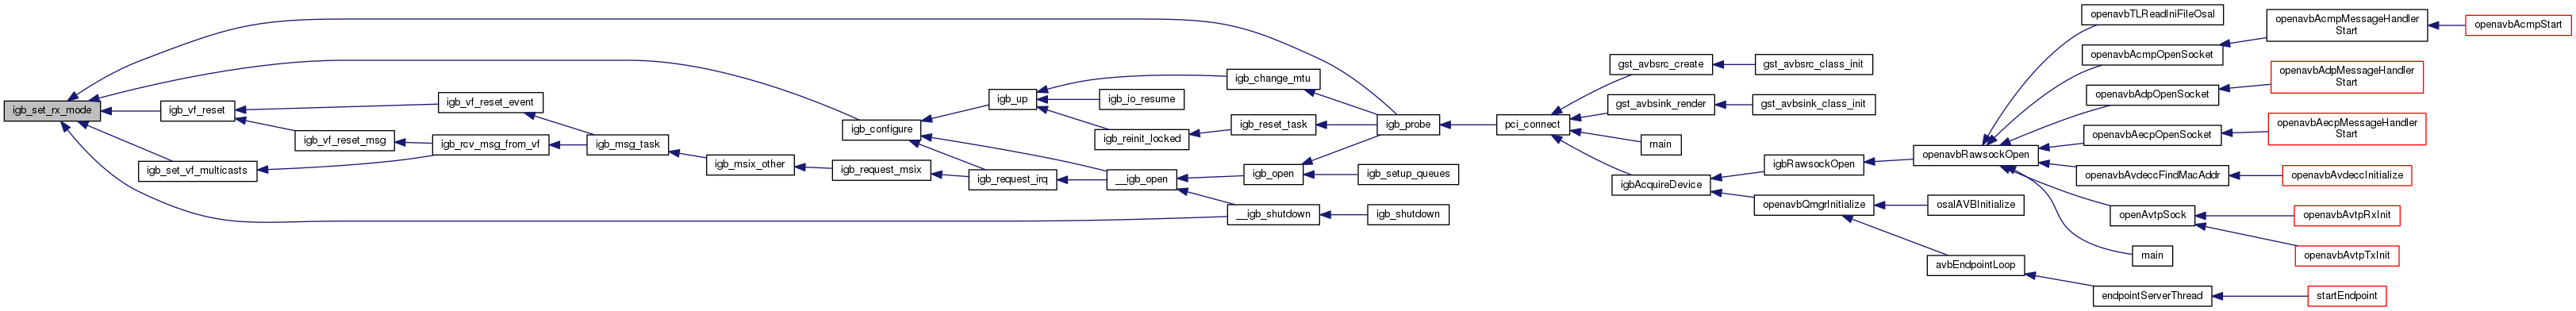 igb_set_rx_mode
igb_vf_reset
igb_set_vf_multicasts
igb_vf_reset_event
igb_vf_reset_msg
igb_rcv_msg_from_vf
igb_msg_task
igb_msix_other
igb_request_msix
igb_configure
igb_up
igb_request_irq
igb_io_resume
igb_reinit_locked
__igb_open
igb_change_mtu
igb_reset_task
igb_open
__igb_shutdown
igb_probe
igb_setup_queues
igb_shutdown
pci_connect
gst_avbsrc_create
gst_avbsink_render
main
igbAcquireDevice
gst_avbsrc_class_init
gst_avbsink_class_init
igbRawsockOpen
openavbQmgrInitialize
openavbRawsockOpen
osalAVBInitialize
avbEndpointLoop
openavbTLReadIniFileOsal
openavbAcmpOpenSocket
openavbAdpOpenSocket
openavbAecpOpenSocket
openavbAvdeccFindMacAddr
openAvtpSock
main
endpointServerThread
openavbAcmpMessageHandler
Start
openavbAdpMessageHandler
Start
openavbAecpMessageHandler
Start
openavbAvdeccInitialize
openavbAvtpRxInit
openavbAvtpTxInit
startEndpoint
openavbAcmpStart